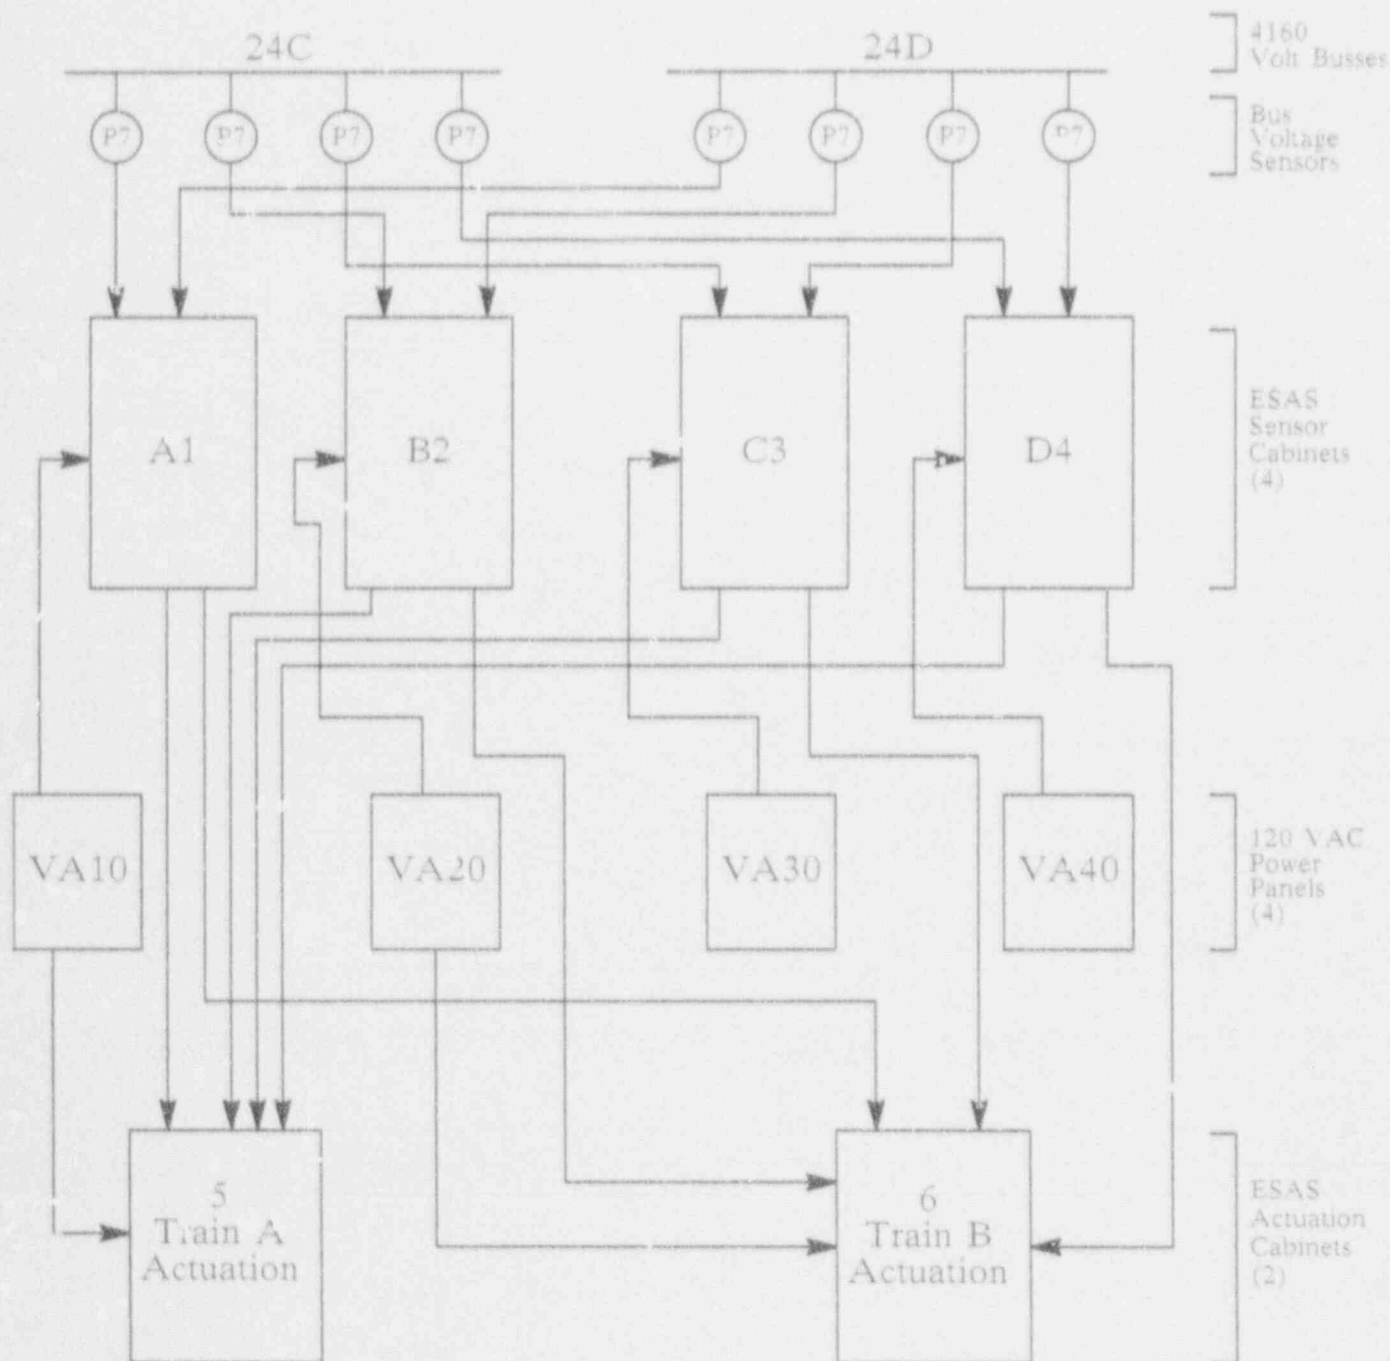 24C
24D
4160
Volt Busses
P7
P7
P7
P7
P7
P7
P7
P7
Bus
Voltage
Sensors
A1
B2
C3
D4
ESAS
Sensor
Cabinets
(4)
VA10
VA20
VA30
VA40
120 VAC
Power
Panels
(4)
5
Train A
Actuation
6
Train B
Actuation
ESAS
Actuation
Cabinets
(2)